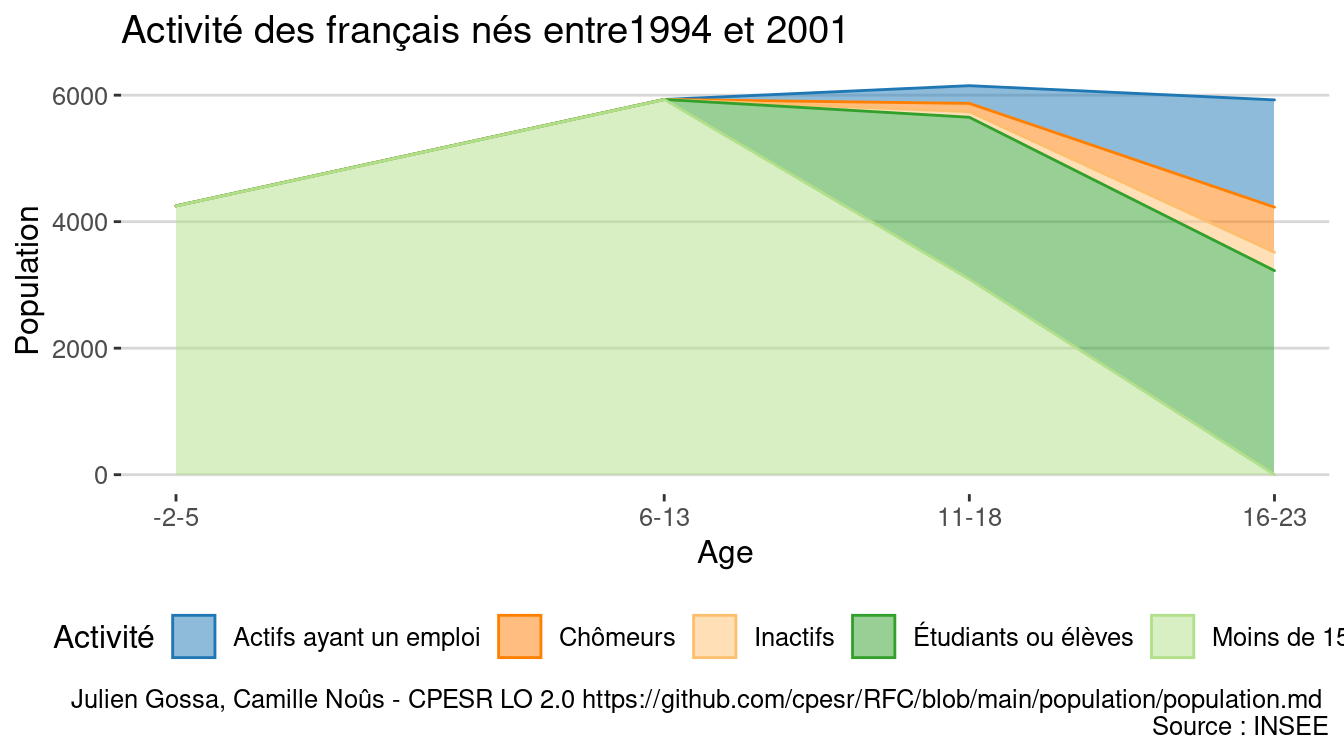 Activité des français nés entre1994 et 2001
Population
6000
4000
2000
0
-2-5 6-13 11-18 16-23
Age
Activité Actifs ayant un emploi Chômeurs Inactifs Étudiants ou élèves Moins de 15
Julien Gossa, Camille Noûs - CPESR LO 2.0 https://github.com/cpesr/RFC/blob/main/population/population.md
Source : INSEE